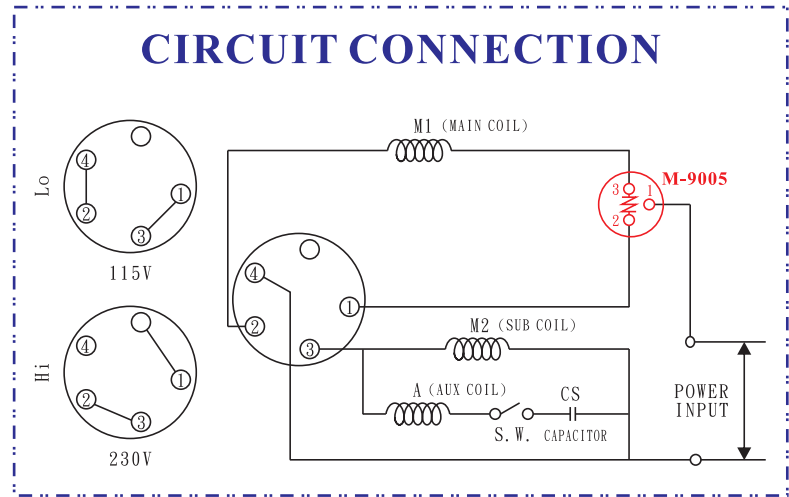 CIRCUIT CONNECTION
M1 (MAIN COIL)
M-9005
3
1
2
Lo
4
1
2
3
115V
4
1
2
3
M2 (SUB COIL)
A (AUX COIL)
CS
S.W.
CAPACITOR
POWER
INPUT
Hi
4
1
2
3
230V